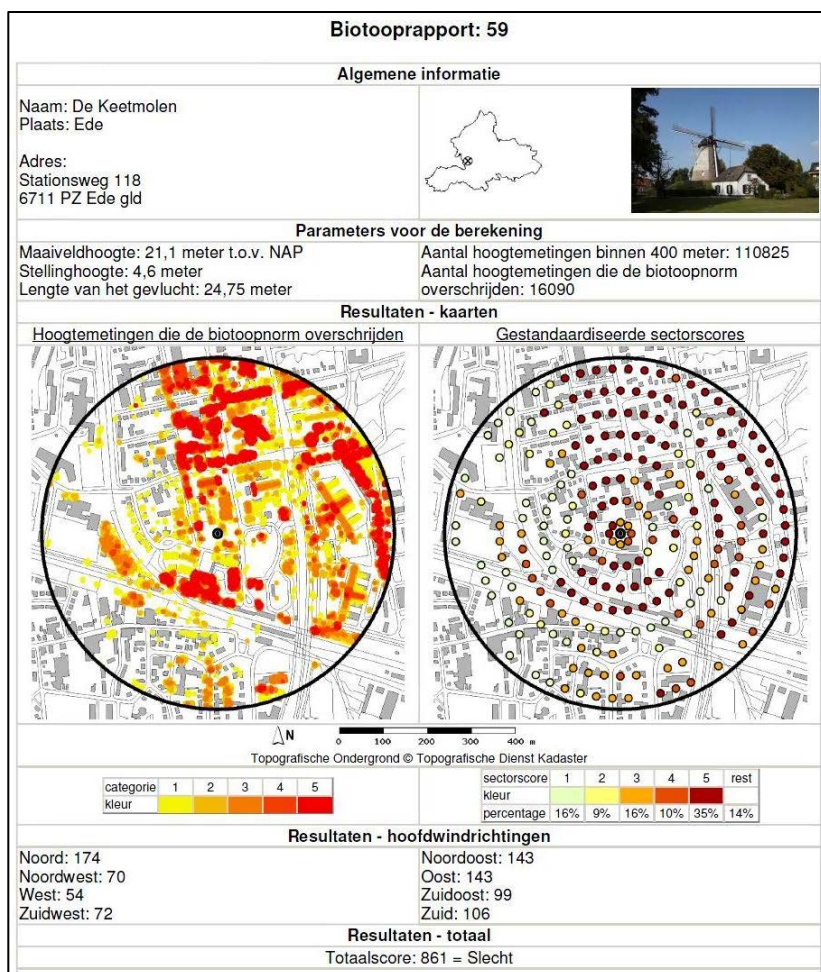 Biotooprapport: 59
Algemene informatie
Naam: De Keetmolen
Plaats: Ede
Adres:
Stationsweg 118
6711 PZ Ede gld
Parameters voor de berekening
Maaiveldhoogte: 21,1 meter t.o.v. NAP
Stellinghoogte: 4,6 meter
Lengte van het gevlucht: 24,75 meter
Aantal hoogtemetingen binnen 400 meter: 110825
Aantal hoogtemetingen die de biotoopnorm
overschrijden: 16090
Resultaten - kaarten
Hoogtemetingen die de biotoopnorm overschrijden
Gestandaardiseerde sectorscores
N
0 100 200 300 400 m
Topografische Ondergrond © Topografische Dienst Kadaster
categorie 1 2 3 4 5
kleur
sectorscore 1 2 3 4 5 rest
kleur
percentage 16% 9% 16% 10% 35% 14%
Resultaten - hoofdwindrichtingen
Noord: 174
Noordwest: 70
West: 54
Zuidwest: 72
Noordoost: 143
Oost: 143
Zuidoost: 99
Zuid: 106
Resultaten - totaal
Totaalscore: 861 = Slecht